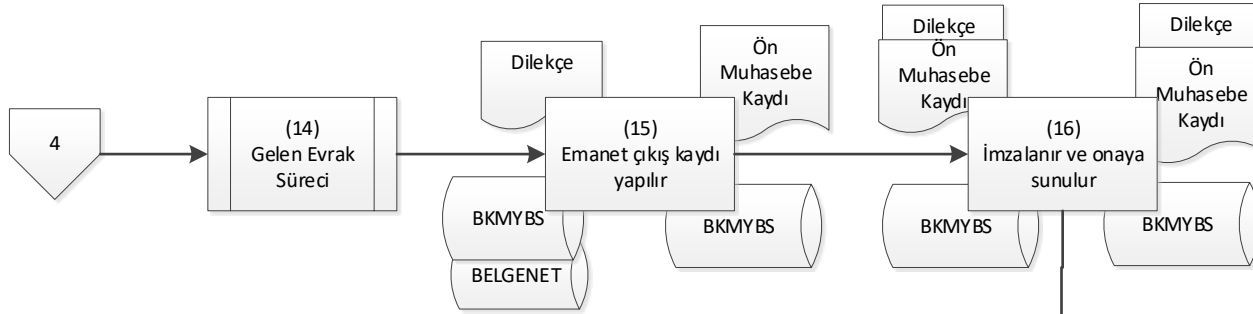 4
(14)
Gelen Evrak
Süreci
Dilekçe
Ön
Muhasebe
Kaydı
(15)
Emanet çıkış kaydı
yapılır
BKMYBS
BELGENET
BKMYBS
Dilekçe
Ön
Muhasebe
Kaydı
(16)
İmzalanır ve onaya
sunulur
Dilekçe
Ön
Muhasebe
Kaydı
BKMYBS
BKMYBS